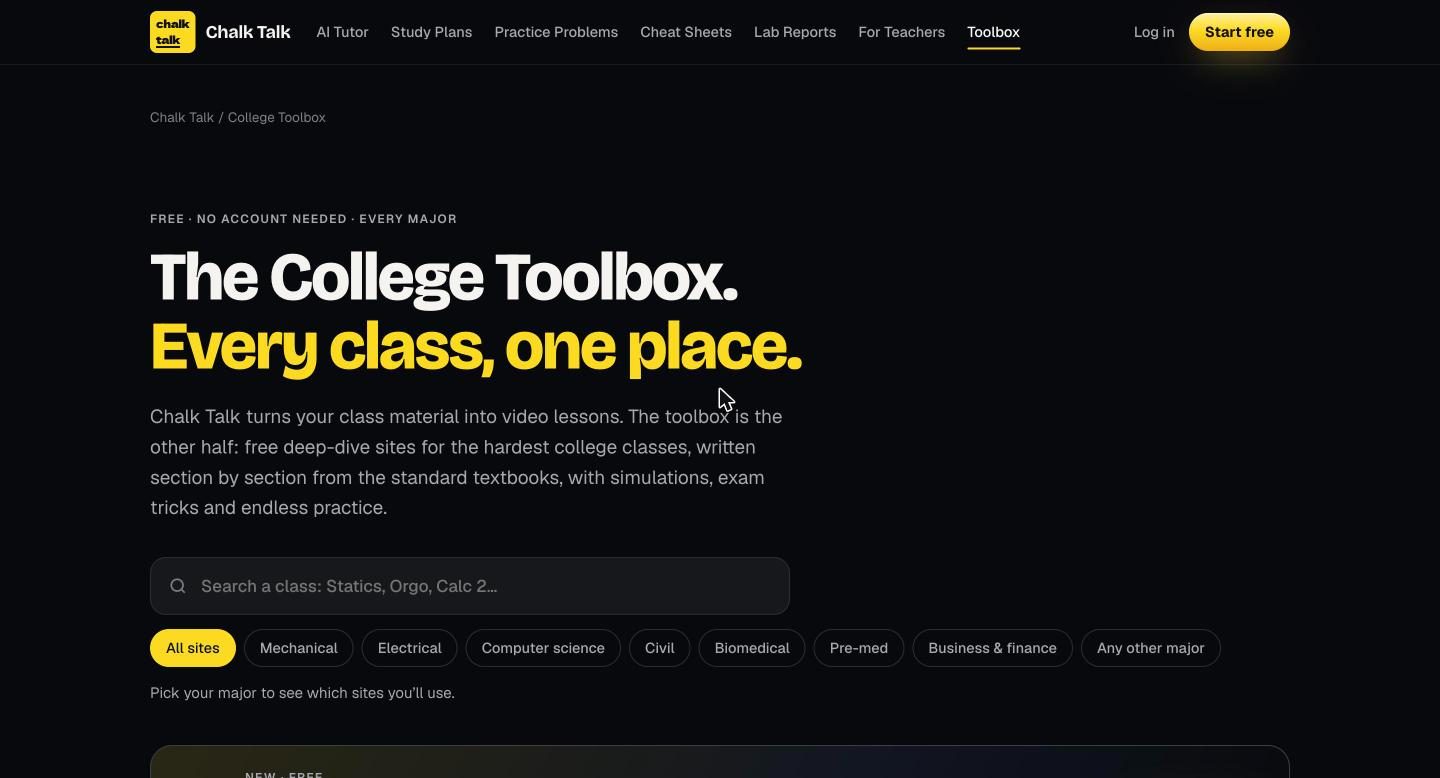 chalk
talk
Chalk Talk
AI Tutor
Study Plans
Practice Problems
Cheat Sheets
Lab Reports
For Teachers
Toolbox
Log in
Start free
Chalk Talk / College Toolbox
FREE · NO ACCOUNT NEEDED · EVERY MAJOR
The College Toolbox.
Every class, one place.
Chalk Talk turns your class material into video lessons. The toolbox is the
other half: free deep-dive sites for the hardest college classes, written
section by section from the standard textbooks, with simulations, exam
tricks and endless practice.
Search a class: Statics, Orgo, Calc 2...
All sites
Mechanical
Electrical
Computer science
Civil
Biomedical
Pre-med
Business & finance
Any other major
Pick your major to see which sites you'll use.
NEW · FREE